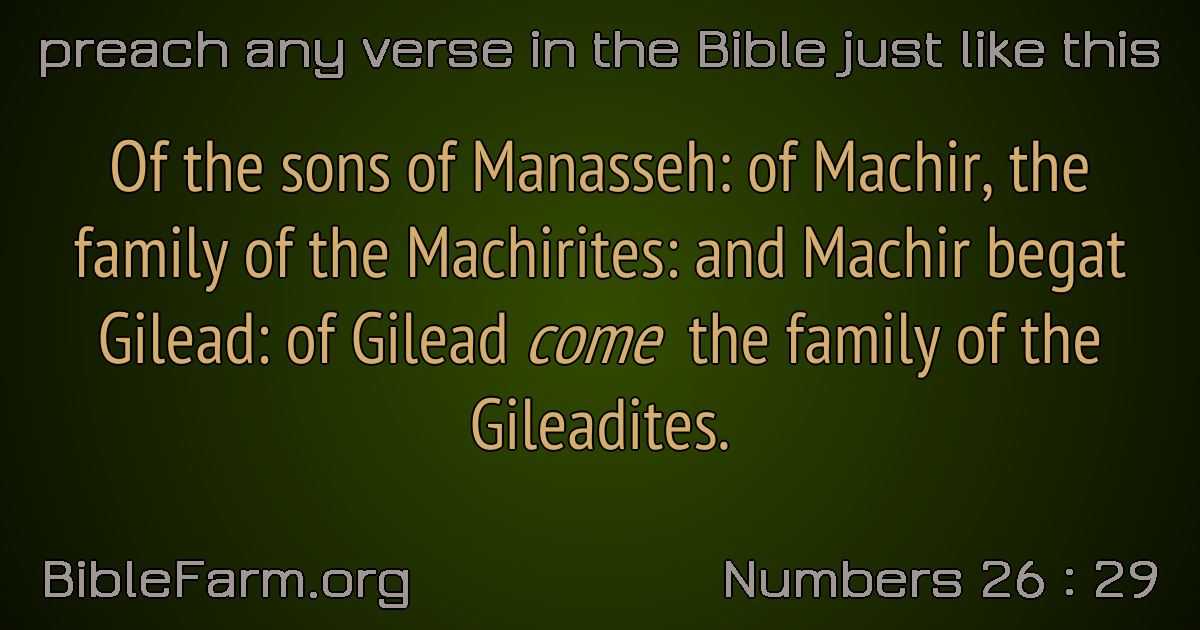 preach any verse in the Bible just like this
Of the sons of Manasseh: of Machir, the
family of the Machirites: and Machir begat
Gilead: of Gilead come the family of the
Gileadites.
BibleFarm.org
Numbers 26 : 29